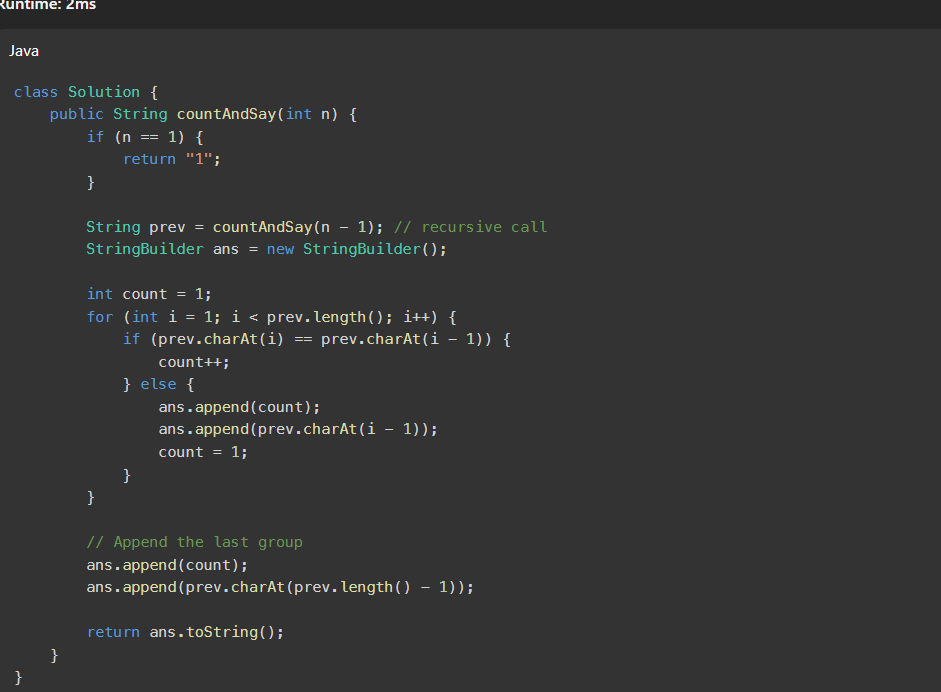 Runtime: 2ms
Java
class Solution {
    public String countAndSay(int n) {
        if (n == 1) {
            return "1";
        }
        String prev = countAndSay(n − 1); // recursive call
        StringBuilder ans = new StringBuilder();
        int count = 1;
        for (int i = 1; i < prev.length(); i++) {
            if (prev.charAt(i) == prev.charAt(i − 1)) {
                count++;
            } else {
                ans.append(count);
                ans.append(prev.charAt(i − 1));
                count = 1;
            }
        }
        // Append the last group
        ans.append(count);
        ans.append(prev.charAt(prev.length() − 1));
        return ans.toString();
    }
}